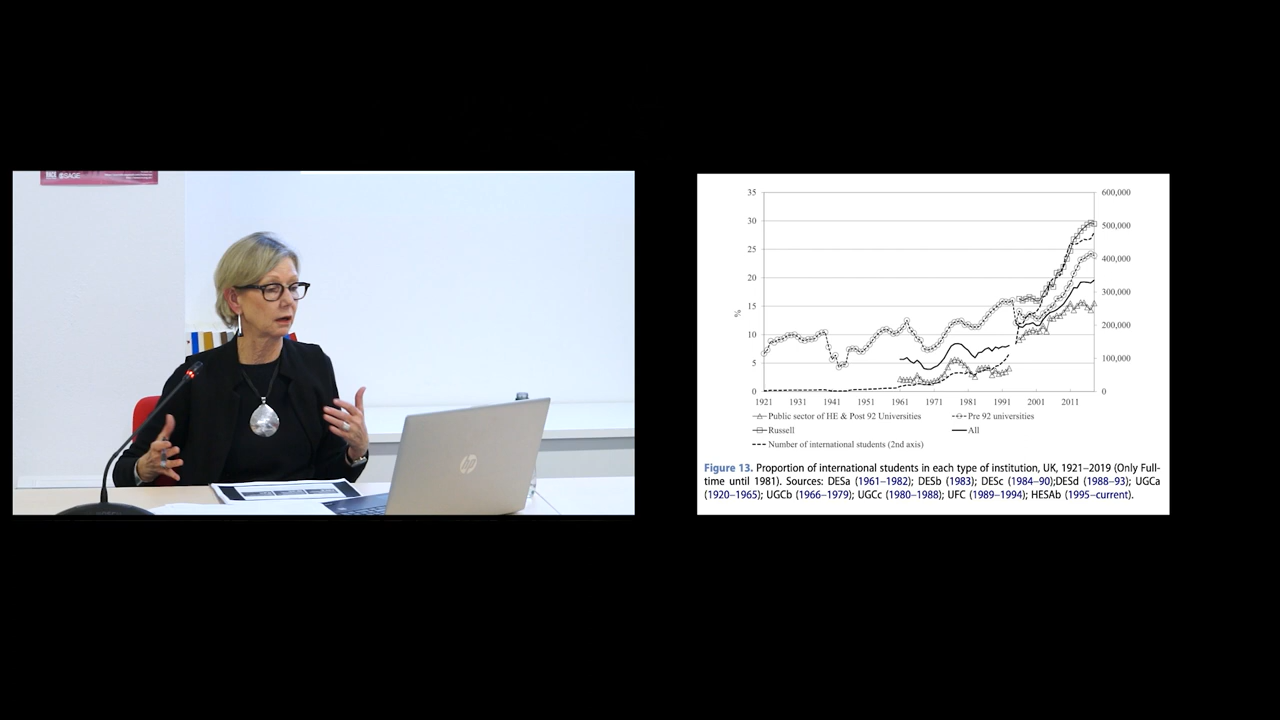 SAGE
35
30
25
20
15
10
5
0
%
600,000
500,000
400,000
300,000
200,000
100,000
0
1921 1931 1941 1951 1961 1971 1981 1991 2001 2011
Public sector of HE & Post 92 Universities Pre 92 universities
Russell All
Number of international students (2nd axis)
Figure 13. Proportion of international students in each type of institution, UK, 1921–2019 (Only Full-
time until 1981). Sources: DESa (1961–1982); DESb (1983); DESc (1984–90);DESd (1988–93); UGCa
(1920–1965); UGCb (1966–1979); UGCc (1980–1988); UFC (1989–1994); HESAb (1995–current).
hp